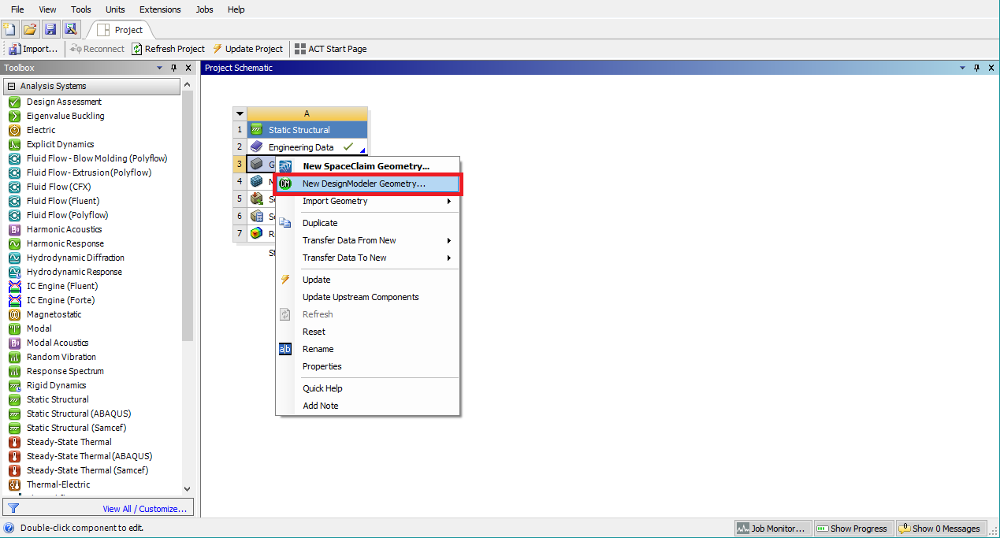 File View Tools Units Extensions Jobs Help
Project
Import... Reconnect Refresh Project Update Project ACT Start Page
Toolbox
Project Schematic
Analysis Systems
Design Assessment
Eigenvalue Buckling
Electric
Explicit Dynamics
Fluid Flow - Blow Molding (Polyflow)
Fluid Flow- Extrusion (Polyflow)
Fluid Flow (CFX)
Fluid Flow (Fluent)
Fluid Flow (Polyflow)
Harmonic Acoustics
Harmonic Response
Hydrodynamic Diffraction
Hydrodynamic Response
IC Engine (Fluent)
IC Engine (Forte)
Magnetostatic
Modal
Modal Acoustics
Random Vibration
Response Spectrum
Rigid Dynamics
Static Structural
Static Structural (ABAQUS)
Static Structural (Samcef)
Steady-State Thermal
Steady-State Thermal (ABAQUS)
Steady-State Thermal (Samcef)
Thermal-Electric
View All / Customize...
A
1 Static Structural
2 Engineering Data
3 G
4 M
5 S
6 S
7 R
S
New SpaceClaim Geometry...
DM New DesignModeler Geometry...
Import Geometry
Duplicate
Transfer Data From New
Transfer Data To New
Update
Update Upstream Components
Refresh
Reset
a|b Rename
Properties
Quick Help
Add Note
Double-click component to edit.
Job Monitor... Show Progress 0 Show 0 Messages